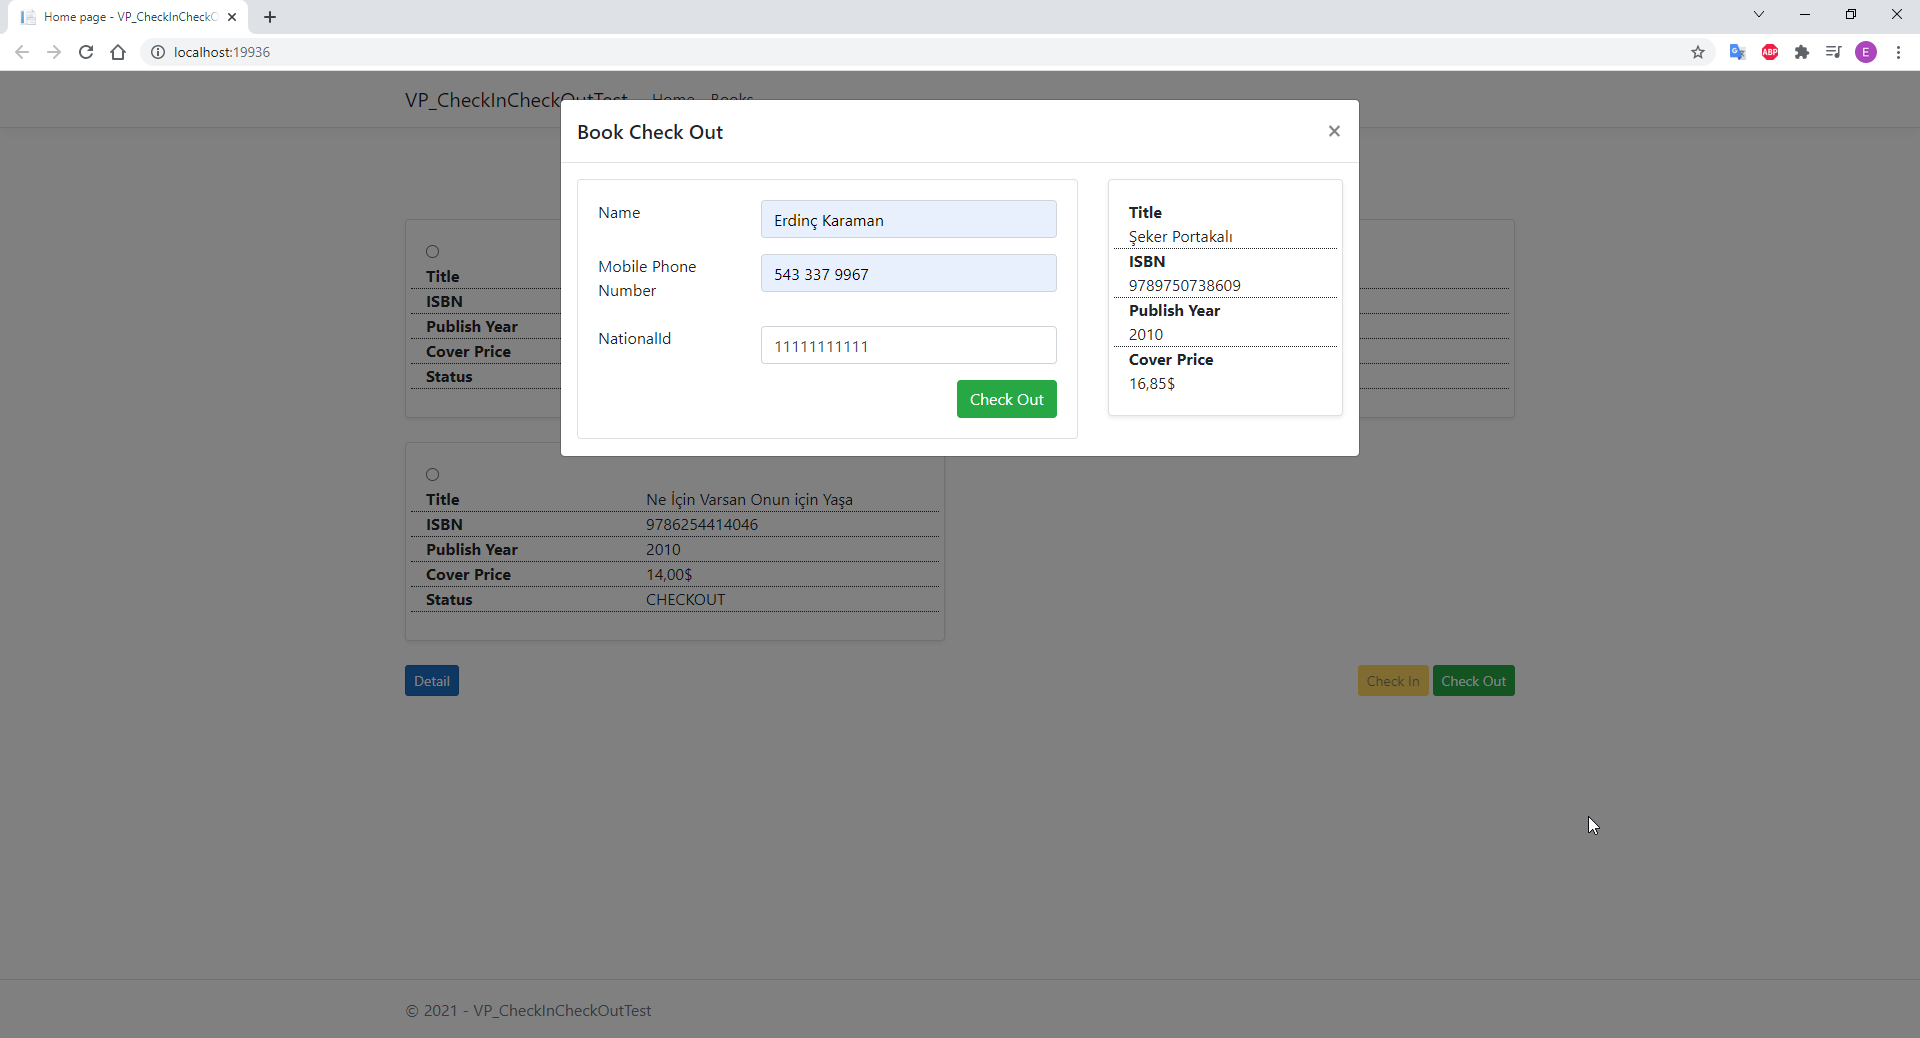 Home page - VP_CheckInCheckO
localhost:19936
ABP
E
VP_CheckInCheckOutTest Home Books
Book Check Out
×
Name
Erdinç Karaman
Mobile Phone
Number
543 337 9967
NationalId
11111111111
Check Out
Title
Şeker Portakalı
ISBN
9789750738609
Publish Year
2010
Cover Price
16,85$
Title
ISBN
Publish Year
Cover Price
Status
Title Ne İçin Varsan Onun için Yaşa
ISBN 9786254414046
Publish Year 2010
Cover Price 14,00$
Status CHECKOUT
Detail
Check In Check Out
© 2021 - VP_CheckInCheckOutTest